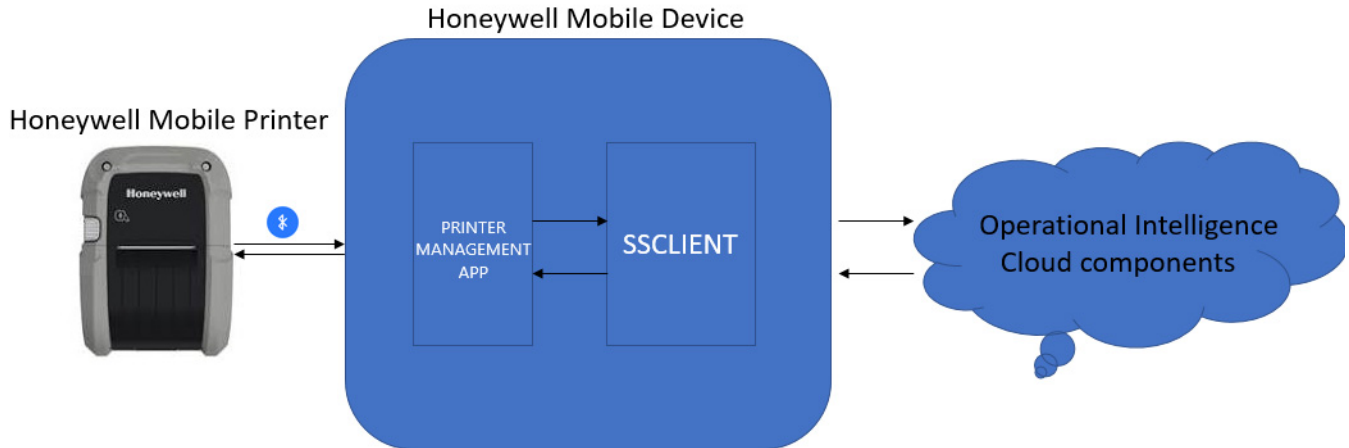 Honeywell Mobile Device
Honeywell Mobile Printer
Honeywell
PRINTER
MANAGEMENT
APP
SSCLIENT
Operational Intelligence
Cloud components